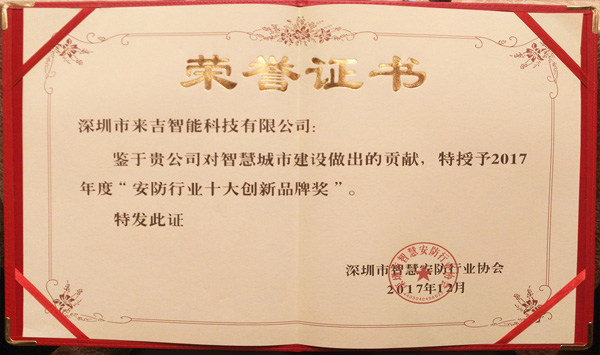 荣誉证书
深圳市来吉智能科技有限公司：
鉴于贵公司对智慧城市建设做出的贡献，特授予2017
年度“安防行业十大创新品牌奖”。
特发此证
深圳市智慧安防行业协会
2017年12月